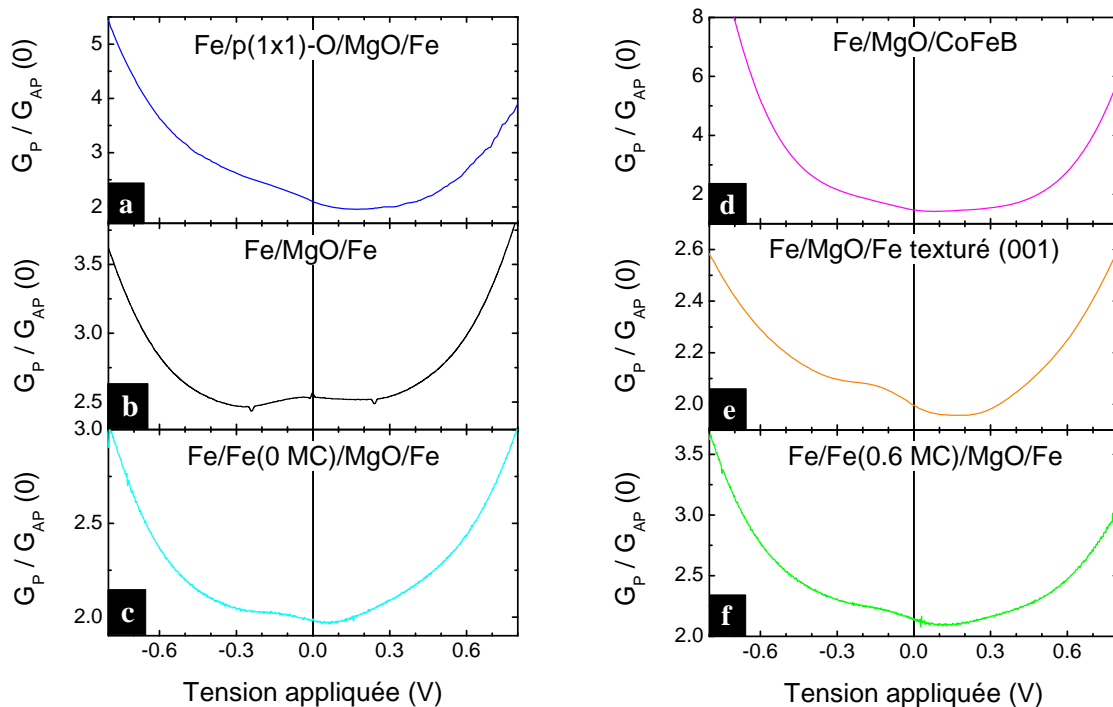 Fe/p(1x1)-O/MgO/Fe
G_P / G_AP (0)
5
4
3
2
a
Fe/MgO/Fe
G_P / G_AP (0)
3.5
3.0
2.5
b
Fe/Fe(0 MC)/MgO/Fe
G_P / G_AP (0)
3.0
2.5
2.0
c
-0.6 -0.3 0.0 0.3 0.6
Tension appliquée (V)
Fe/MgO/CoFeB
G_P / G_AP (0)
8
6
4
2
d
Fe/MgO/Fe texturé (001)
G_P / G_AP (0)
2.6
2.4
2.2
2.0
e
Fe/Fe(0.6 MC)/MgO/Fe
G_P / G_AP (0)
3.5
3.0
2.5
2.0
f
-0.6 -0.3 0.0 0.3 0.6
Tension appliquée (V)